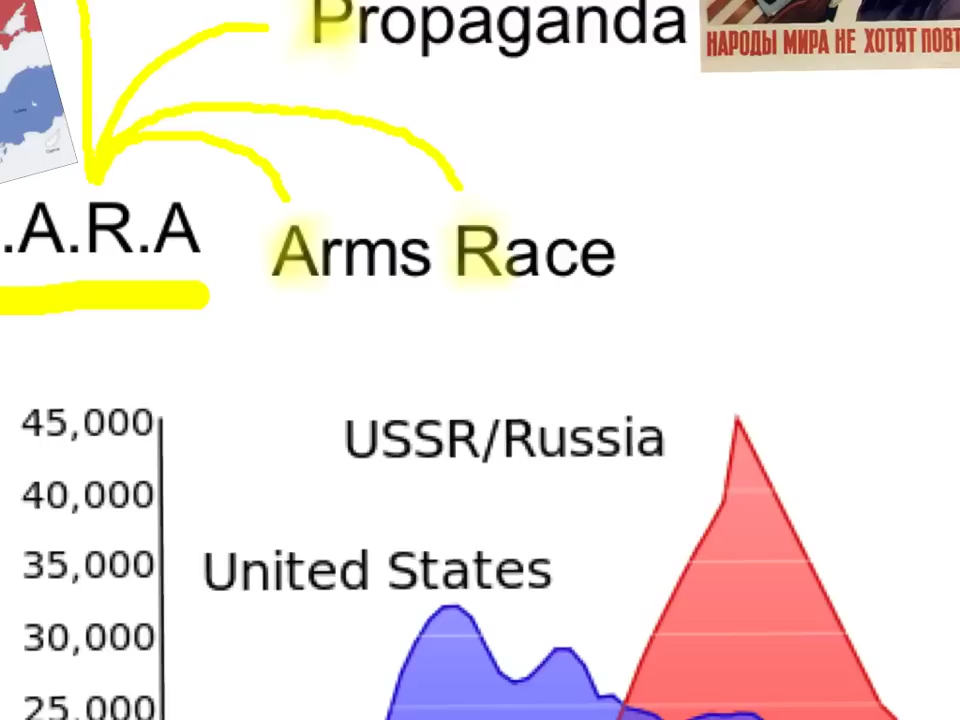 Propaganda
НАРОДЫ МИРА НЕ ХОТЯТ
.A.R.A
Arms Race
45,000
USSR/Russia
40,000
35,000
United States
30,000
25,000